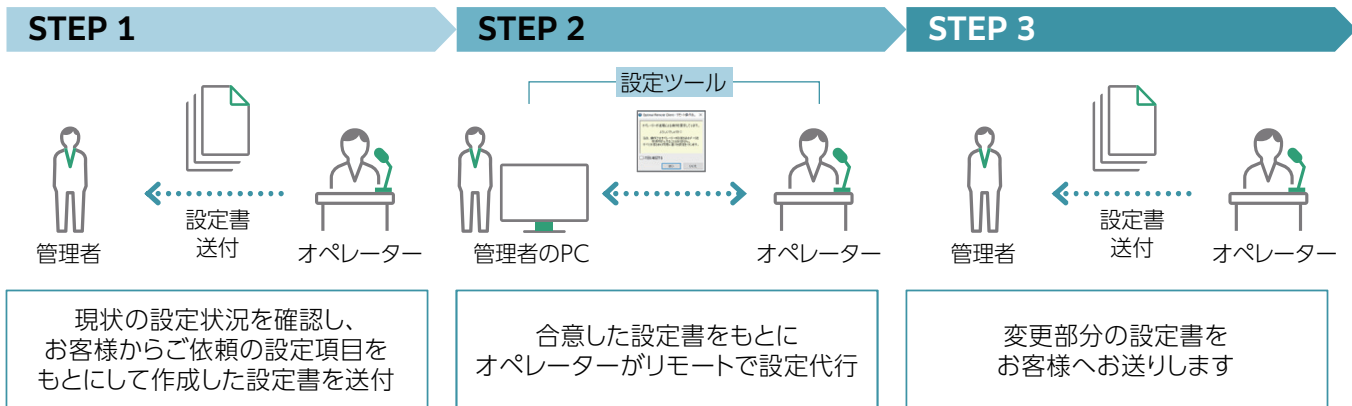 STEP 1
設定書
送付
管理者
オペレーター
現状の設定状況を確認し、
お客様からご依頼の設定項目を
もとにして作成した設定書を送付
STEP 2
設定ツール
管理者のPC
オペレーター
合意した設定書をもとに
オペレーターがリモートで設定代行
STEP 3
設定書
送付
管理者
オペレーター
変更部分の設定書を
お客様へお送りします